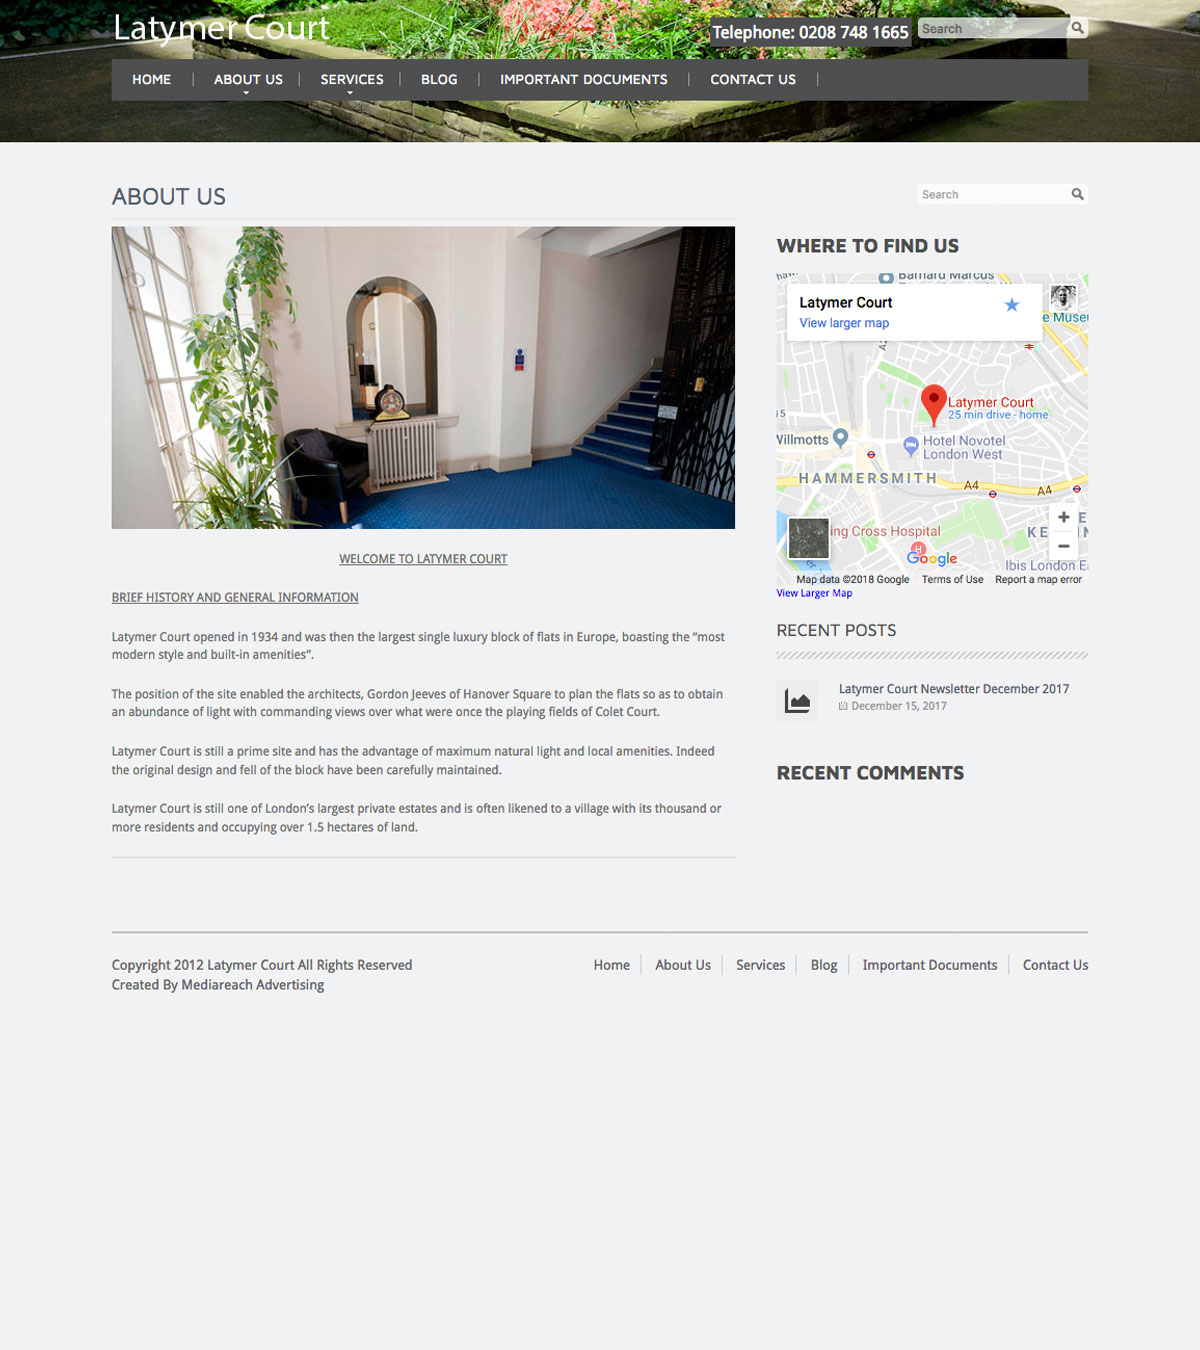 Latymer Court
Telephone: 0208 748 1665
Search
HOME
ABOUT US
SERVICES
BLOG
IMPORTANT DOCUMENTS
CONTACT US
ABOUT US
WELCOME TO LATYMER COURT
BRIEF HISTORY AND GENERAL INFORMATION
Latymer Court opened in 1934 and was then the largest single luxury block of flats in Europe, boasting the “most
modern style and built-in amenities”.
The position of the site enabled the architects, Gordon Jeeves of Hanover Square to plan the flats so as to obtain
an abundance of light with commanding views over what were once the playing fields of Colet Court.
Latymer Court is still a prime site and has the advantage of maximum natural light and local amenities. Indeed
the original design and fell of the block have been carefully maintained.
Latymer Court is still one of London’s largest private estates and is often likened to a village with its thousand or
more residents and occupying over 1.5 hectares of land.
Search
WHERE TO FIND US
Barnard Marcus
Latymer Court
View larger map
e Muse
Latymer Court
25 min drive - home
Willmotts
Hotel Novotel
London West
HAMMERSMITH
A4
A4
ing Cross Hospital
H
Google
Ibis London E
Map data ©2018 Google
Terms of Use
Report a map error
View Larger Map
RECENT POSTS
Latymer Court Newsletter December 2017
December 15, 2017
RECENT COMMENTS
Copyright 2012 Latymer Court All Rights Reserved
Created By Mediareach Advertising
Home
About Us
Services
Blog
Important Documents
Contact Us